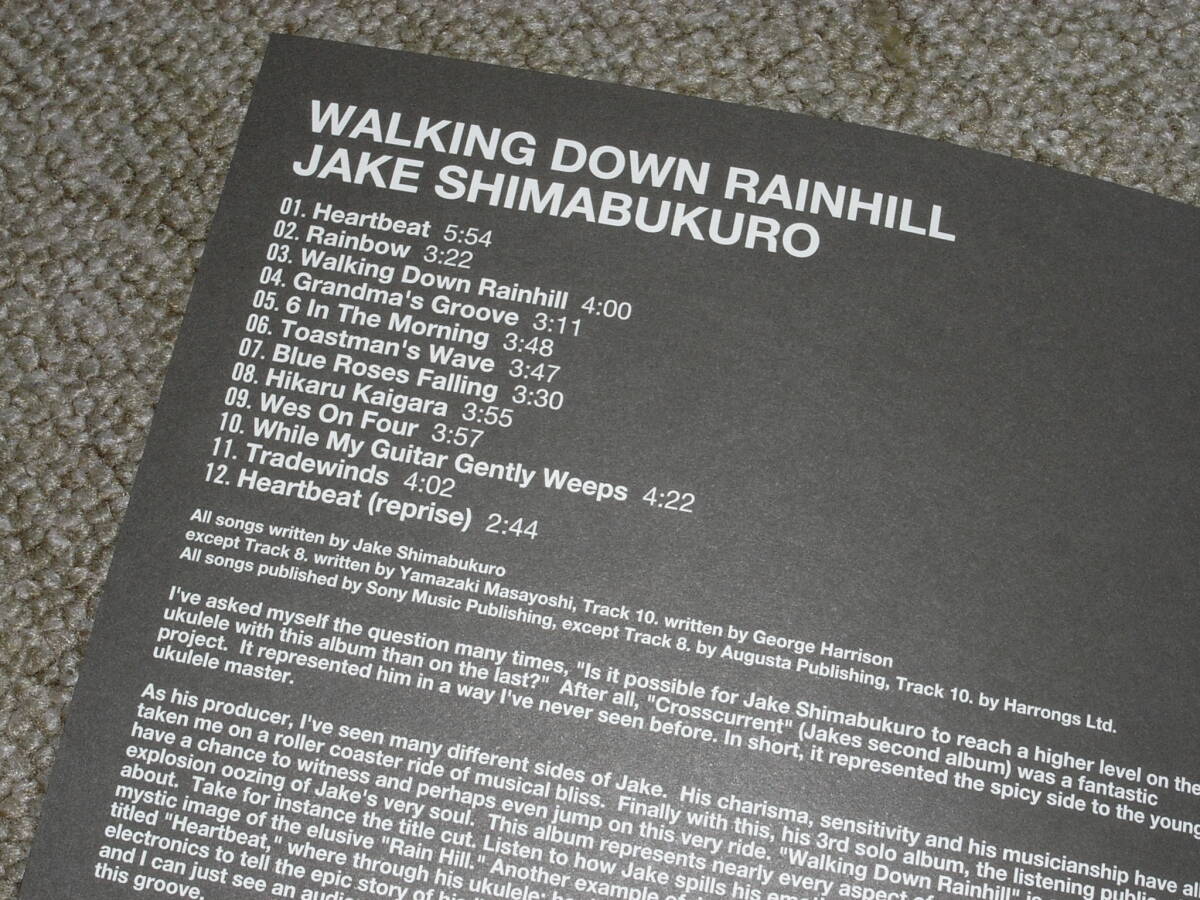 WALKING DOWN RAINHILL
JAKE SHIMABUKURO
01. Heartbeat 5:54
02. Rainbow 3:22
03. Walking Down Rainhill 4:00
04. Grandma's Groove 3:11
05. 6 In The Morning 3:48
06. Toastman's Wave 3:47
07. Blue Roses Falling 3:30
08. Hikaru Kaigara 3:55
09. Wes On Four 3:57
10. While My Guitar Gently Weeps 4:22
11. Tradewinds 4:02
12. Heartbeat (reprise) 2:44
All songs written by Jake Shimabukuro
except Track 8. written by Yamazaki Masayoshi, Track 10. written by George Harrison
All songs published by Sony Music Publishing, except Track 8. by Augusta Publishing, Track 10. by Harrongs Ltd.
I've asked myself the question many times, "Is it possible for Jake Shimabukuro to reach a higher level on the
ukulele with this album than on the last?" After all, "Crosscurrent" (Jakes second album) was a fantastic
project. It represented him in a way I've never seen before. In short, it represented the spicy side to the young
ukulele master.
As his producer, I've seen many different sides of Jake. His charisma, sensitivity and his musicianship have all
taken me on a roller coaster ride of musical bliss. Finally with this, his 3rd solo album, the listening public
have a chance to witness and perhaps even jump on this very ride. "Walking Down Rainhill" is
explosion oozing of Jake's very soul. This album represents nearly every aspect of
about. Take for instance the title cut. Listen to how Jake spills his
mystic image of the elusive "Rain Hill." Another example of
titled "Heartbeat," where through his ukulele;
electronics to tell the epic story of his
and I can just see an
this groove.